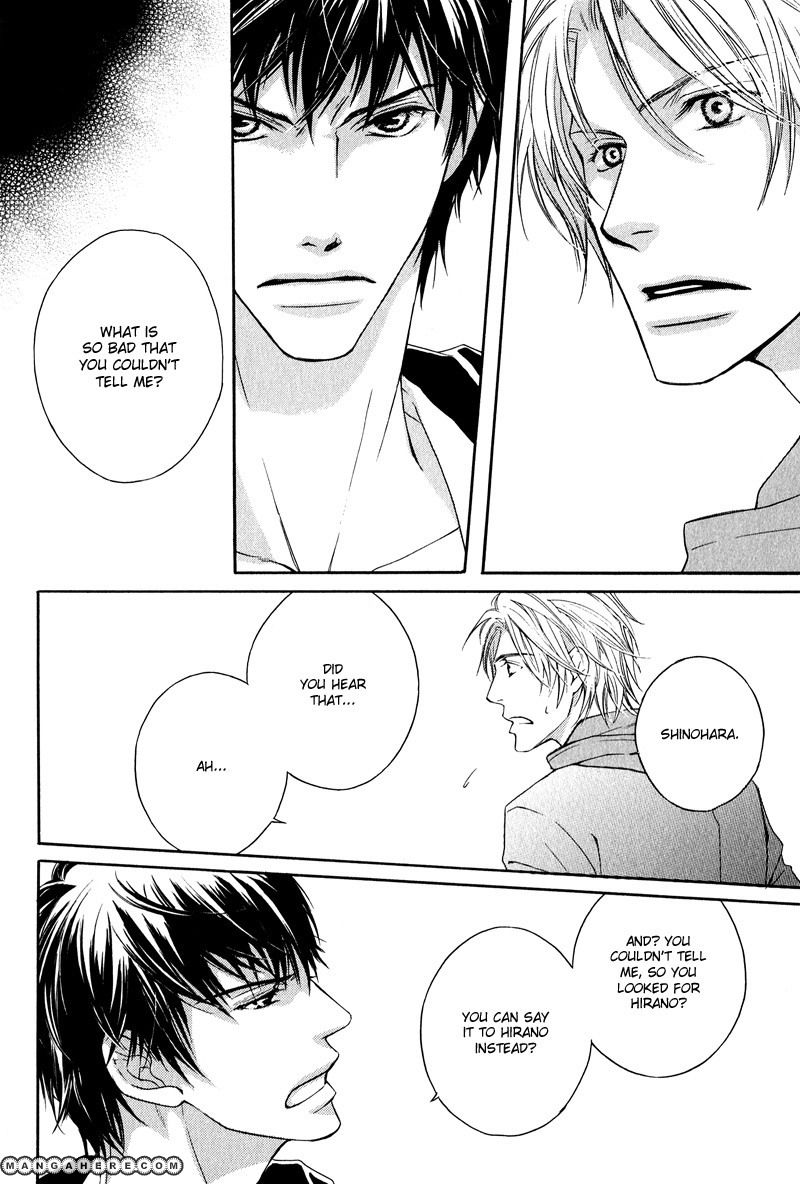 WHAT IS
SO BAD THAT
YOU COULDN'T
TELL ME?
SHINOHARA.
DID
YOU HEAR
THAT...
AH...
AND? YOU
COULDN'T TELL
ME, SO YOU
LOOKED FOR
HIRANO?
YOU CAN SAY
IT TO HIRANO
INSTEAD?
MANGAHERE.COM